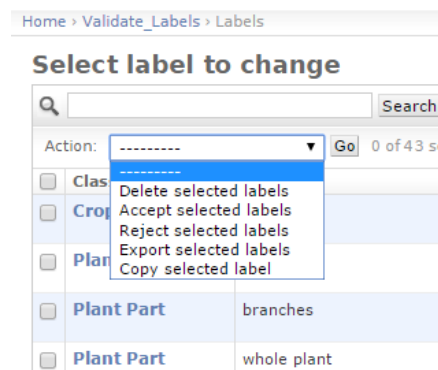 Home › Validate_Labels › Labels
Select label to change
Search
Action: --------- Go 0 of 43 s
---------
Delete selected labels
Accept selected labels
Reject selected labels
Export selected labels
Copy selected label
Clas
Crop
Plan
Plant Part branches
Plant Part whole plant